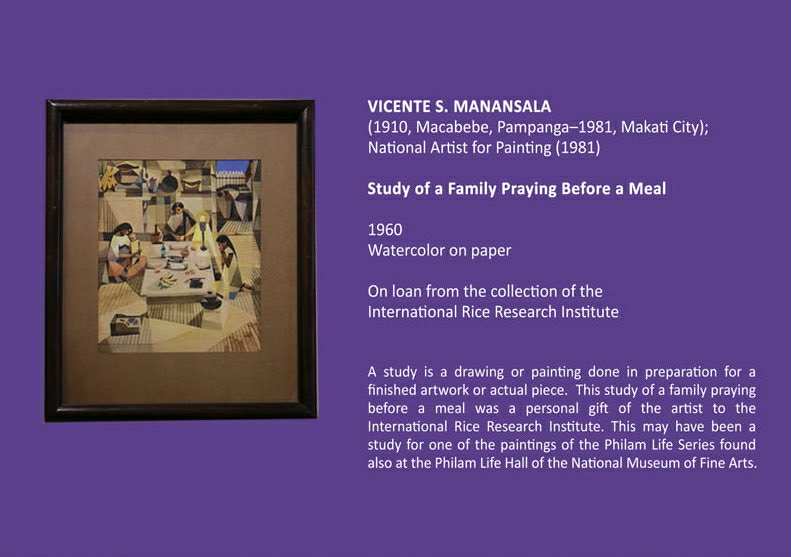 VICENTE S. MANANSALA
(1910, Macabebe, Pampanga–1981, Makati City);
National Artist for Painting (1981)
Study of a Family Praying Before a Meal
1960
Watercolor on paper
On loan from the collection of the
International Rice Research Institute
A study is a drawing or painting done in preparation for a
finished artwork or actual piece. This study of a family praying
before a meal was a personal gift of the artist to the
International Rice Research Institute. This may have been a
study for one of the paintings of the Philam Life Series found
also at the Philam Life Hall of the National Museum of Fine Arts.